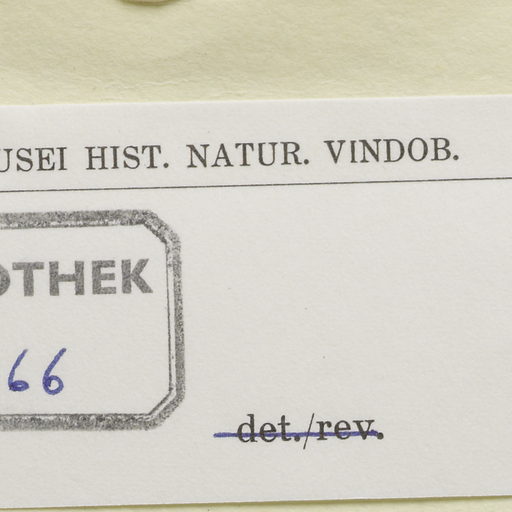 USEI HIST. NATUR. VINDOB.
OTHEK
66
det./rev.